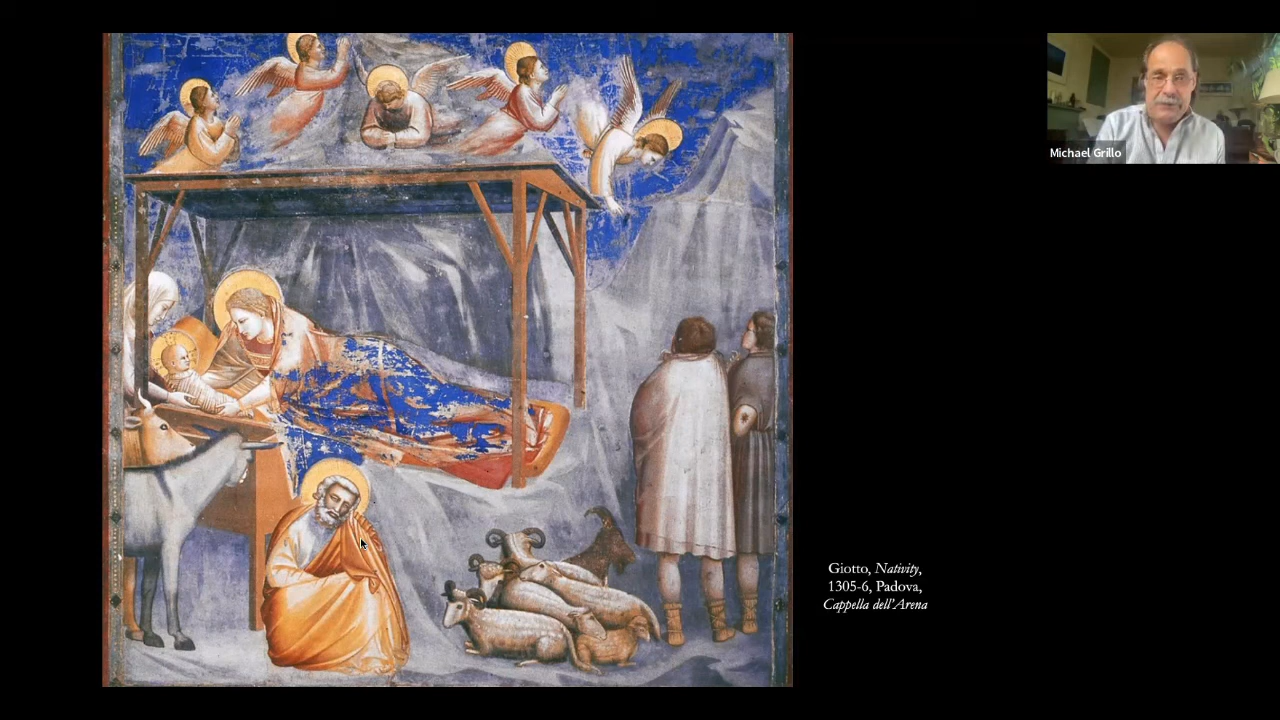 Michael Grillo
Giotto, Nativity,
1305-6, Padova,
Cappella dell'Arena